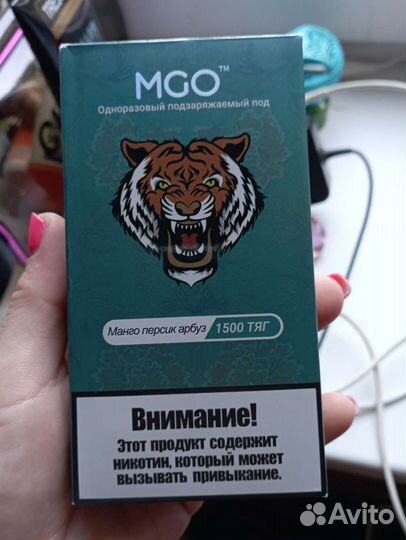 MGO™
Одноразовый подзаряжаемый под
Манго персик арбуз 1500 ТЯГ
Внимание!
Этот продукт содержит
никотин, который может
вызывать привыкание.
Avito